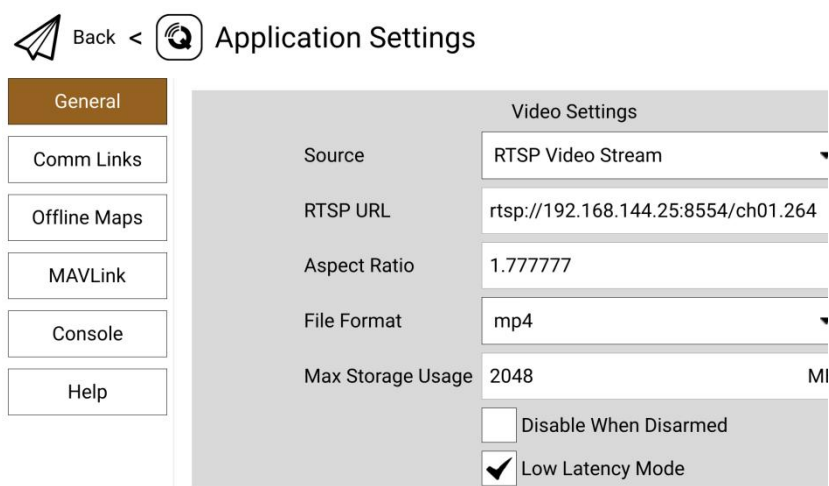 Back < Application Settings
General
Comm Links
Offline Maps
MAVLink
Console
Help
Video Settings
Source RTSP Video Stream
RTSP URL rtsp://192.168.144.25:8554/ch01.264
Aspect Ratio 1.777777
File Format mp4
Max Storage Usage 2048
Disable When Disarmed
Low Latency Mode